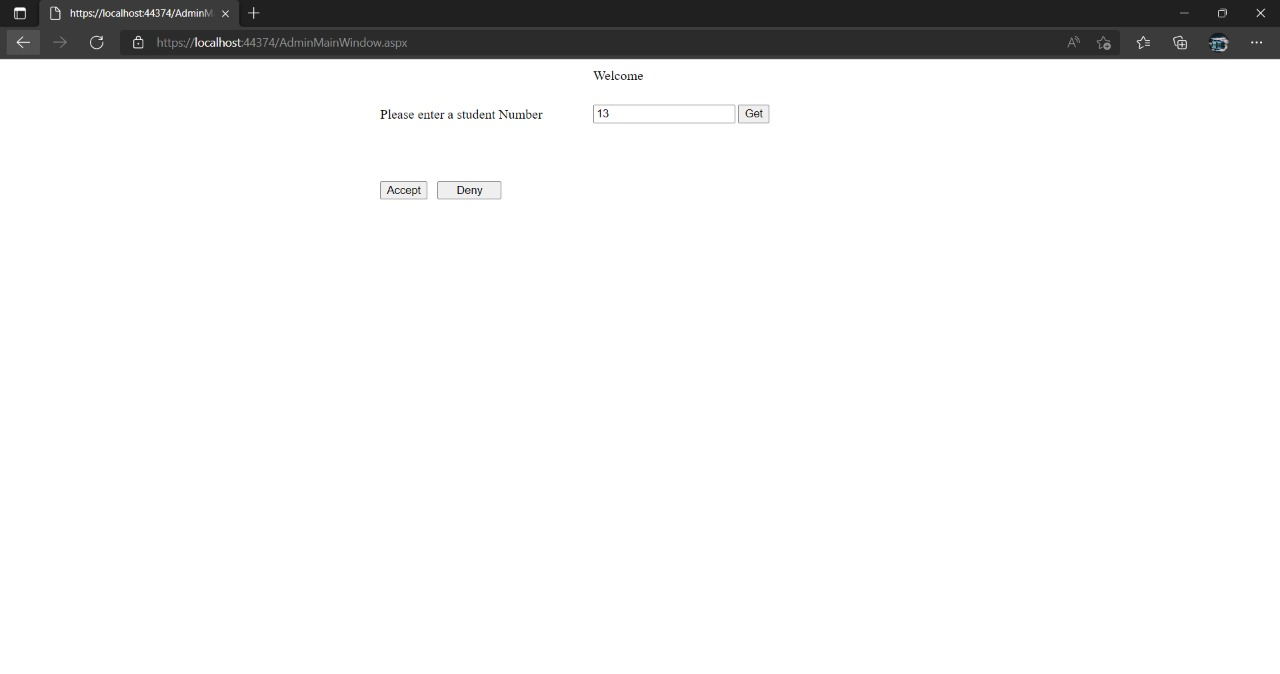 https://localhost:44374/AdminM
https://localhost:44374/AdminMainWindow.aspx
Welcome
Please enter a student Number 13 Get
Accept Deny